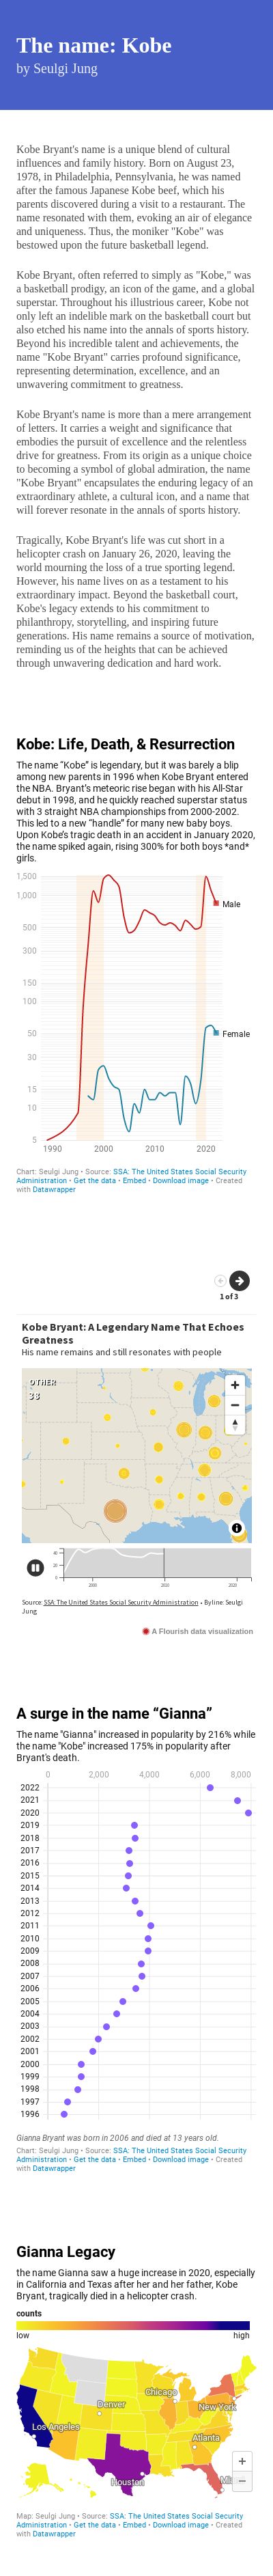 The name: Kobe
by Seulgi Jung
Kobe Bryant's name is a unique blend of cultural
influences and family history. Born on August 23,
1978, in Philadelphia, Pennsylvania, he was named
after the famous Japanese Kobe beef, which his
parents discovered during a visit to a restaurant. The
name resonated with them, evoking an air of elegance
and uniqueness. Thus, the moniker "Kobe" was
bestowed upon the future basketball legend.
Kobe Bryant, often referred to simply as "Kobe," was
a basketball prodigy, an icon of the game, and a global
superstar. Throughout his illustrious career, Kobe not
only left an indelible mark on the basketball court but
also etched his name into the annals of sports history.
Beyond his incredible talent and achievements, the
name "Kobe Bryant" carries profound significance,
representing determination, excellence, and an
unwavering commitment to greatness.
Kobe Bryant's name is more than a mere arrangement
of letters. It carries a weight and significance that
embodies the pursuit of excellence and the relentless
drive for greatness. From its origin as a unique choice
to becoming a symbol of global admiration, the name
"Kobe Bryant" encapsulates the enduring legacy of an
extraordinary athlete, a cultural icon, and a name that
will forever resonate in the annals of sports history.
Tragically, Kobe Bryant's life was cut short in a
helicopter crash on January 26, 2020, leaving the
world mourning the loss of a true sporting legend.
However, his name lives on as a testament to his
extraordinary impact. Beyond the basketball court,
Kobe's legacy extends to his commitment to
philanthropy, storytelling, and inspiring future
generations. His name remains a source of motivation,
reminding us of the heights that can be achieved
through unwavering dedication and hard work.
Kobe: Life, Death, & Resurrection
The name “Kobe” is legendary, but it was barely a blip
among new parents in 1996 when Kobe Bryant entered
the NBA. Bryant’s meteoric rise began with his All-Star
debut in 1998, and he quickly reached superstar status
with 3 straight NBA championships from 2000-2002.
This led to a new “handle” for many new baby boys.
Upon Kobe’s tragic death in an accident in January 2020,
the name spiked again, rising 300% for both boys *and*
girls.
1,500
1,000
500
300
150
100
50
30
15
10
5
Male
Female
1990 2000 2010 2020
Chart: Seulgi Jung • Source: SSA: The United States Social Security
Administration • Get the data • Embed • Download image • Created
with Datawrapper
1 of 3
Kobe Bryant: A Legendary Name That Echoes
Greatness
His name remains and still resonates with people
OTHER
33
40
20
0
2000 2010 2020
Source: SSA: The United States Social Security Administration • Byline: Seulgi
Jung
A Flourish data visualization
A surge in the name “Gianna”
The name "Gianna" increased in popularity by 216% while
the name "Kobe" increased 175% in popularity after
Bryant's death.
0 2,000 4,000 6,000 8,000
2022
2021
2020
2019
2018
2017
2016
2015
2014
2013
2012
2011
2010
2009
2008
2007
2006
2005
2004
2003
2002
2001
2000
1999
1998
1997
1996
Gianna Bryant was born in 2006 and died at 13 years old.
Chart: Seulgi Jung • Source: SSA: The United States Social Security
Administration • Get the data • Embed • Download image • Created
with Datawrapper
Gianna Legacy
the name Gianna saw a huge increase in 2020, especially
in California and Texas after her and her father, Kobe
Bryant, tragically died in a helicopter crash.
counts
low high
Chicago
Denver
New York
Los Angeles
Atlanta
Houston
Map: Seulgi Jung • Source: SSA: The United States Social Security
Administration • Get the data • Embed • Download image • Created
with Datawrapper